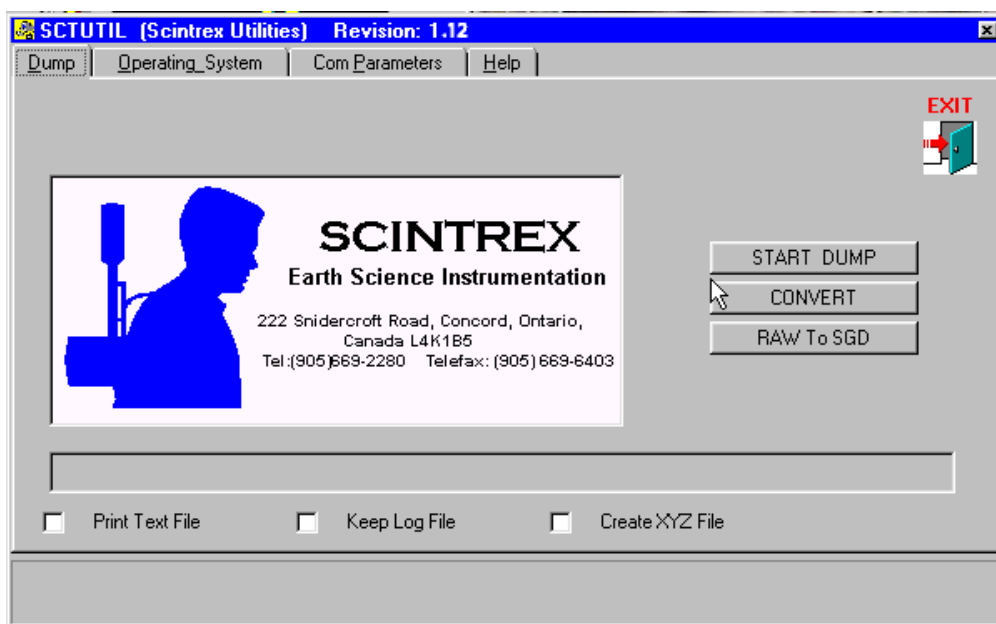 SCTUTIL (Scintrex Utilities) Revision: 1.12
Dump Operating_System Com Parameters Help
EXIT
SCINTREX
Earth Science Instrumentation
222 Snidercroft Road, Concord, Ontario,
Canada L4K1B5
Tel:(905)669-2280 Telefax: (905) 669-6403
START DUMP
CONVERT
RAW To SGD
Print Text File Keep Log File Create XYZ File